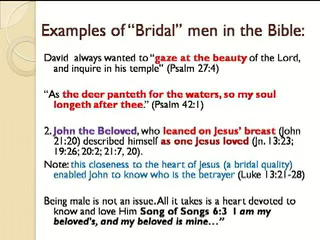 Examples of "Bridal" men in the Bible:
David always wanted to "gaze at the beauty of the Lord,
and inquire in his temple" (Psalm 27:4)
"As the deer panteth for the waters, so my soul
longeth after thee." (Psalm 42:1)
2. John the Beloved, who leaned on Jesus' breast (John
21:20) described himself as one Jesus loved (Jn. 13:23;
19:26; 20:2; 21:7, 20).
Note: this closeness to the heart of Jesus (a bridal quality)
enabled John to know who is the betrayer (Luke 13:21-28)
Being male is not an issue. All it takes is a heart devoted to
know and love Him Song of Songs 6:3 I am my
beloved's, and my beloved is mine..."